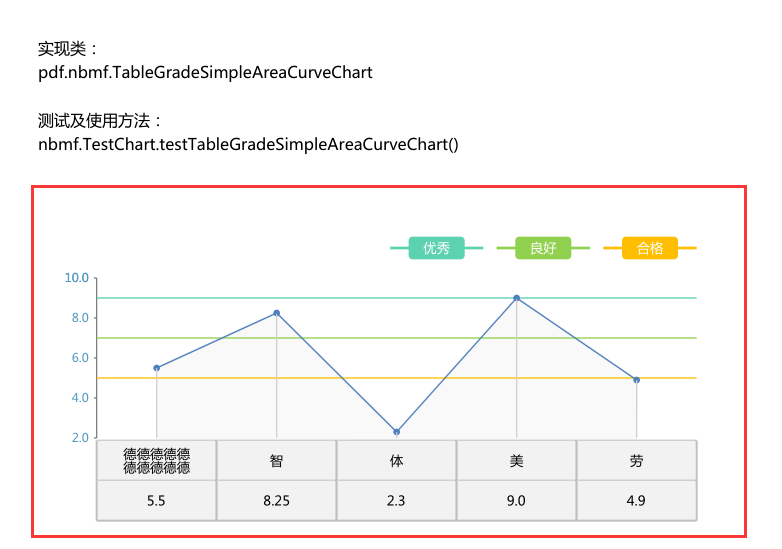 实现类：
pdf.nbmf.TableGradeSimpleAreaCurveChart
测试及使用方法：
nbmf.TestChart.testTableGradeSimpleAreaCurveChart()
优秀 良好 合格
10.0
8.0
6.0
4.0
2.0
德德德德德
德德德德德 智 体 美 劳
5.5 8.25 2.3 9.0 4.9